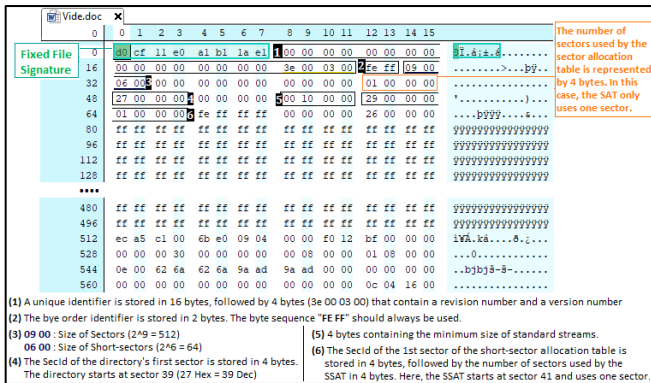 Vide.doc ×
0 0 1 2 3 4 5 6 7 8 9 10 11 12 13 14 15
Fixed File Signature
0 d0 cf 11 e0 a1 b1 1a e1 1 00 00 00 00 00 00 00 00 ÐÏ.à¡±.á........
16 00 00 00 00 00 00 00 00 3e 00 03 00 2 fe ff 09 00 ........>...þÿ..
32 06 00 3 00 00 00 00 00 00 00 00 00 00 01 00 00 00 ................
48 27 00 00 00 4 00 00 00 00 5 00 10 00 00 29 00 00 00 '...........)...
64 01 00 00 00 6 fe ff ff ff 00 00 00 00 26 00 00 00 ....þÿÿÿ....&...
80 ff ff ff ff ff ff ff ff ff ff ff ff ff ff ff ff ÿÿÿÿÿÿÿÿÿÿÿÿÿÿÿÿ
96 ff ff ff ff ff ff ff ff ff ff ff ff ff ff ff ff ÿÿÿÿÿÿÿÿÿÿÿÿÿÿÿÿ
112 ff ff ff ff ff ff ff ff ff ff ff ff ff ff ff ff ÿÿÿÿÿÿÿÿÿÿÿÿÿÿÿÿ
128 ff ff ff ff ff ff ff ff ff ff ff ff ff ff ff ff ÿÿÿÿÿÿÿÿÿÿÿÿÿÿÿÿ
••••
480 ff ff ff ff ff ff ff ff ff ff ff ff ff ff ff ff ÿÿÿÿÿÿÿÿÿÿÿÿÿÿÿÿ
496 ff ff ff ff ff ff ff ff ff ff ff ff ff ff ff ff ÿÿÿÿÿÿÿÿÿÿÿÿÿÿÿÿ
512 ec a5 c1 00 6b e0 09 04 00 00 f0 12 bf 00 00 00 ì¥Á.kà....ð.¿...
528 00 00 00 30 00 00 00 00 00 08 00 00 01 08 00 00 ...0............
544 0e 00 62 6a 62 6a 9a ad 9a ad 00 00 00 00 00 00 ..bjbjš-š-......
560 00 00 00 00 00 00 00 00 00 00 00 00 0c 04 16 00
The number of
sectors used by the
sector allocation
table is represented
by 4 bytes. In this
case, the SAT only
uses one sector.
(1) A unique identifier is stored in 16 bytes, followed by 4 bytes (3e 00 03 00) that contain a revision number and a version number
(2) The bye order identifier is stored in 2 bytes. The byte sequence "FE FF" should always be used.
(3) 09 00 : Size of Sectors (2^9 = 512)
06 00 : Size of Short-sectors (2^6 = 64)
(4) The SecId of the directory's first sector is stored in 4 bytes.
The directory starts at sector 39 (27 Hex = 39 Dec)
(5) 4 bytes containing the minimum size of standard streams.
(6) The SecId of the 1st sector of the short-sector allocation table is
stored in 4 bytes, followed by the number of sectors used by the
SSAT in 4 bytes. Here, the SSAT starts at sector 41 and uses one sector.